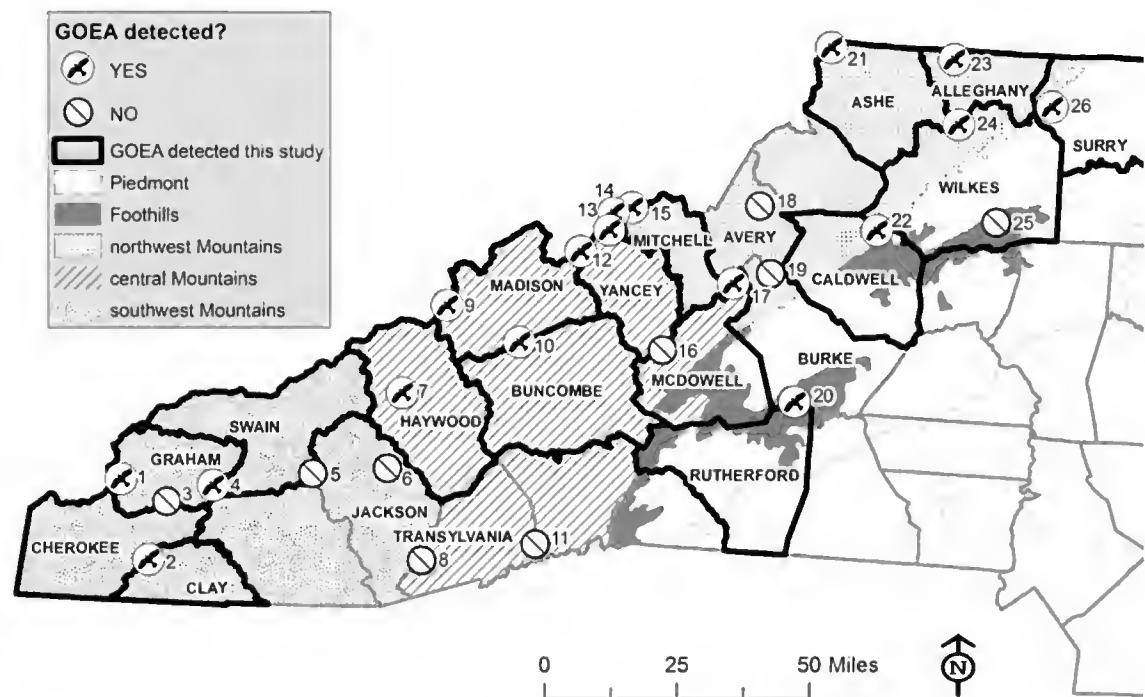 GOEA detected?
YES
NO
GOEA detected this study
Piedmont
Foothills
northwest Mountains
central Mountains
southwest Mountains
21
23
ASHE
ALLEGHANY
26
24
SURRY
WILKES
14
13
15
18
22
25
MITCHELL
AVERY
12
MADISON
YANCEY
17
19
CALDWELL
9
10
16
BURKE
MCDOWELL
BUNCOMBE
7
20
HAYWOOD
SWAIN
GRAHAM
1
3
4
5
6
RUTHERFORD
JACKSON
TRANSYLVANIA
CHEROKEE
2
8
11
CLAY
0 25 50 Miles
N